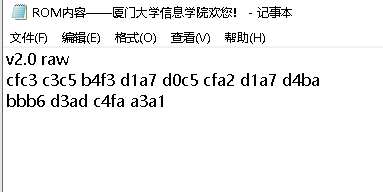 ROM内容——厦门大学信息学院欢您! - 记事本
文件(F) 编辑(E) 格式(O) 查看(V) 帮助(H)
v2.0 raw
cfc3 c3c5 b4f3 d1a7 d0c5 cfa2 d1a7 d4ba
bbb6 d3ad c4fa a3a1